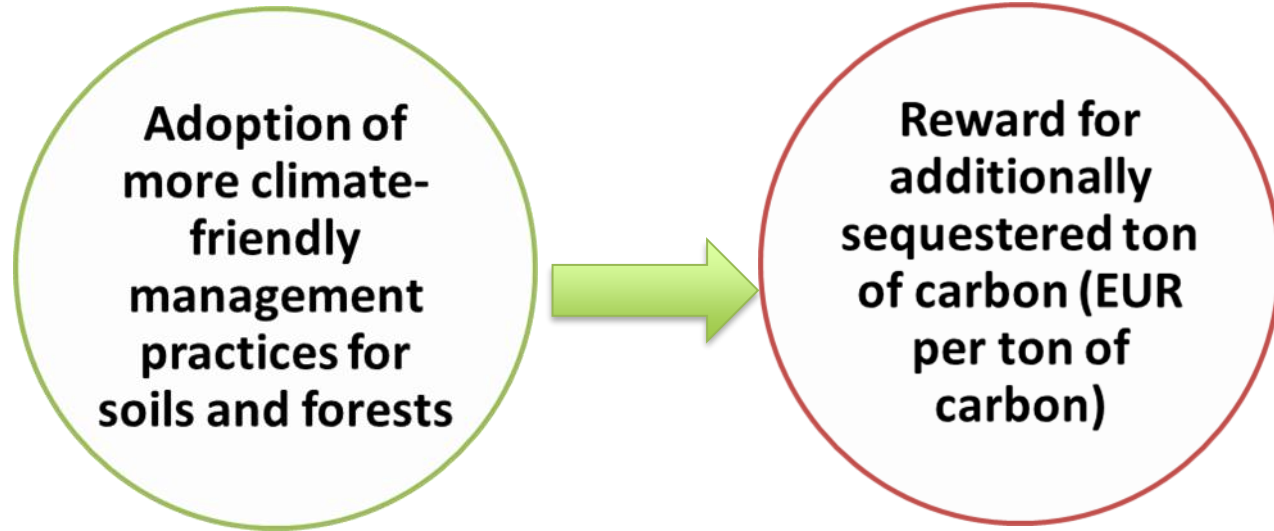 Adoption of
more climate-
friendly
management
practices for
soils and forests
Reward for
additionally
sequestered ton
of carbon (EUR
per ton of
carbon)